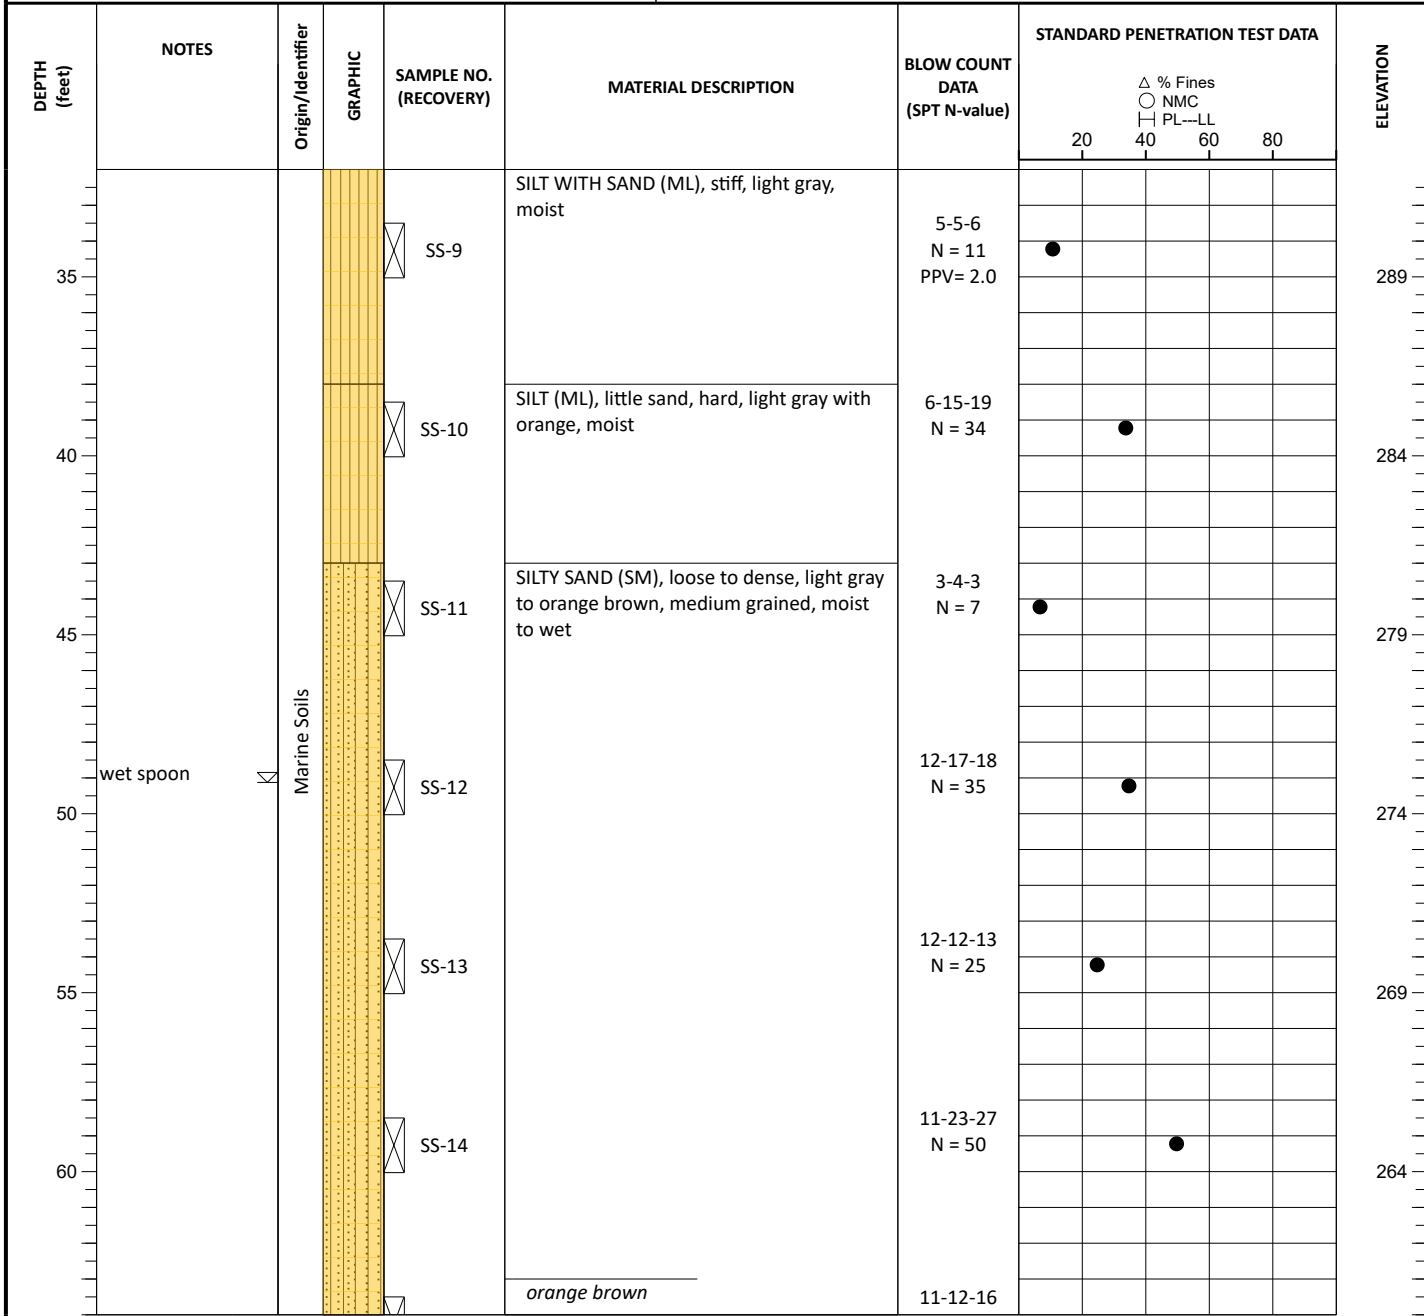 DEPTH
(feet)
NOTES
Origin/Identifier
GRAPHIC
SAMPLE NO.
(RECOVERY)
MATERIAL DESCRIPTION
BLOW COUNT
DATA
(SPT N-value)
STANDARD PENETRATION TEST DATA
△ % Fines
○ NMC
PL---LL
20 40 60 80
ELEVATION
SILT WITH SAND (ML), stiff, light gray,
moist
SS-9
5-5-6
N = 11
PPV= 2.0
35
289
SILT (ML), little sand, hard, light gray with
orange, moist
SS-10
6-15-19
N = 34
40
284
SILTY SAND (SM), loose to dense, light gray
to orange brown, medium grained, moist
to wet
SS-11
3-4-3
N = 7
45
279
Marine Soils
wet spoon
SS-12
12-17-18
N = 35
50
274
SS-13
12-12-13
N = 25
55
269
SS-14
11-23-27
N = 50
60
264
orange brown
11-12-16